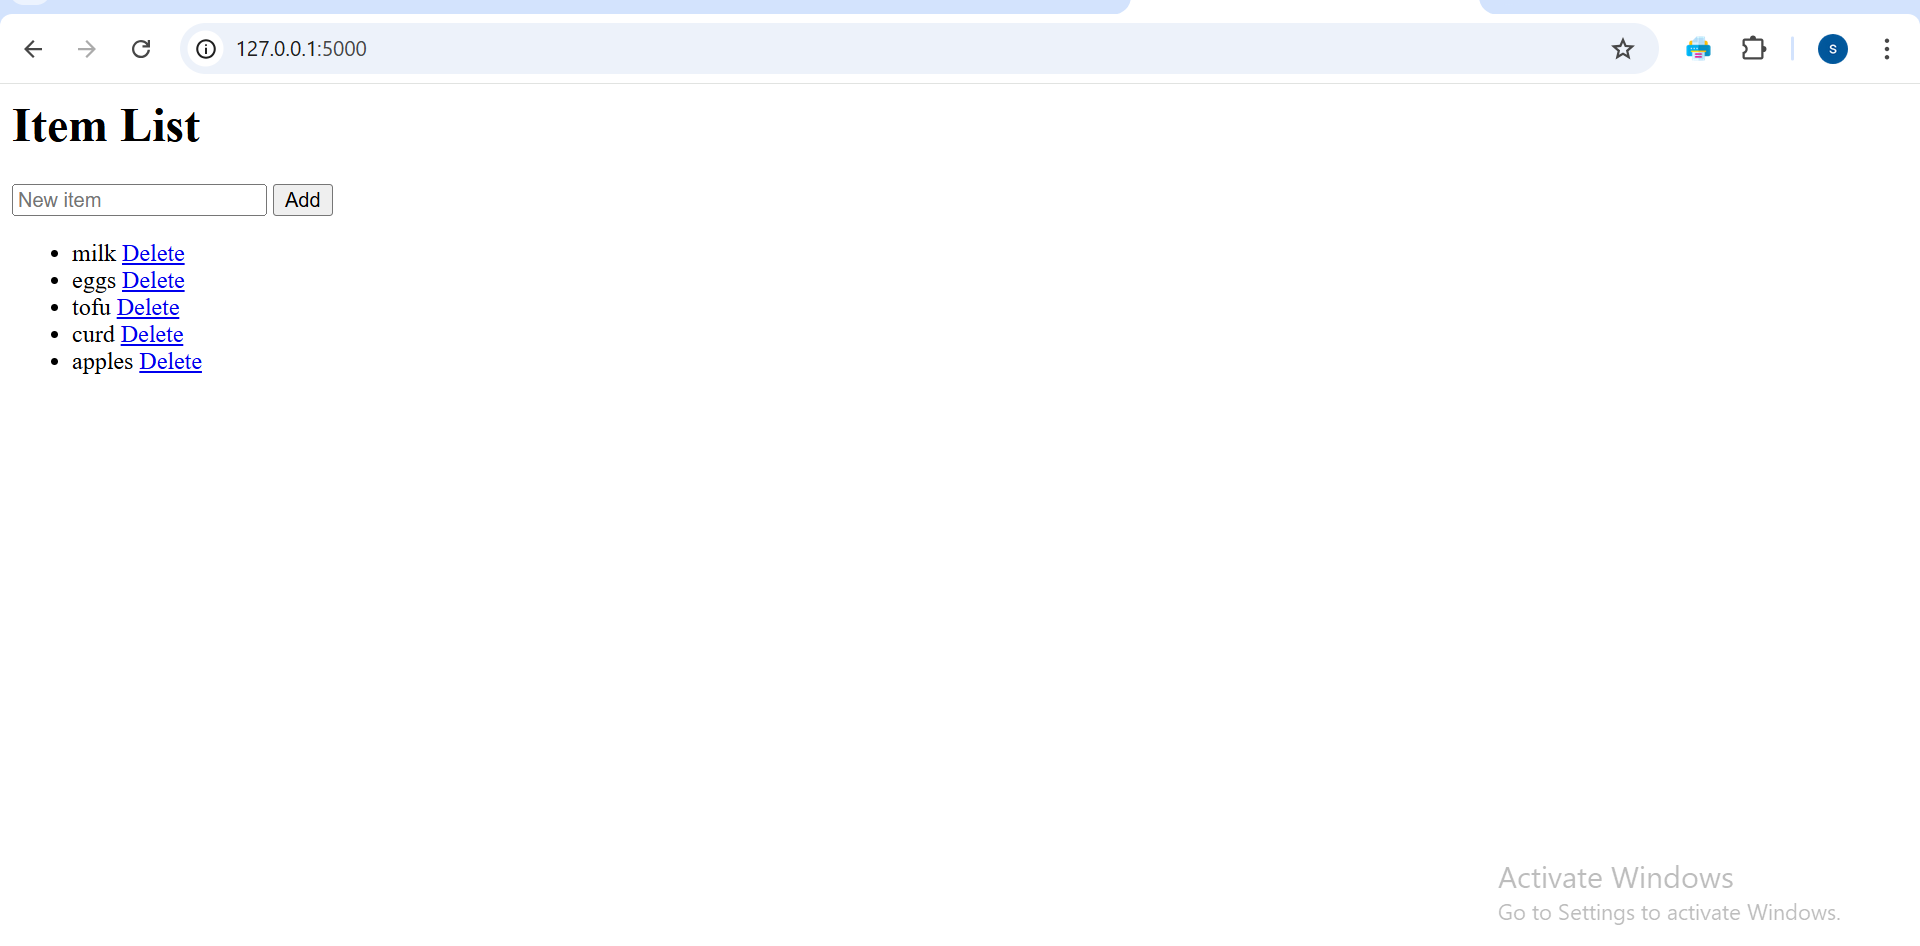 127.0.0.1:5000
S
Item List
New item Add
milk Delete
eggs Delete
tofu Delete
curd Delete
apples Delete
Activate Windows
Go to Settings to activate Windows.